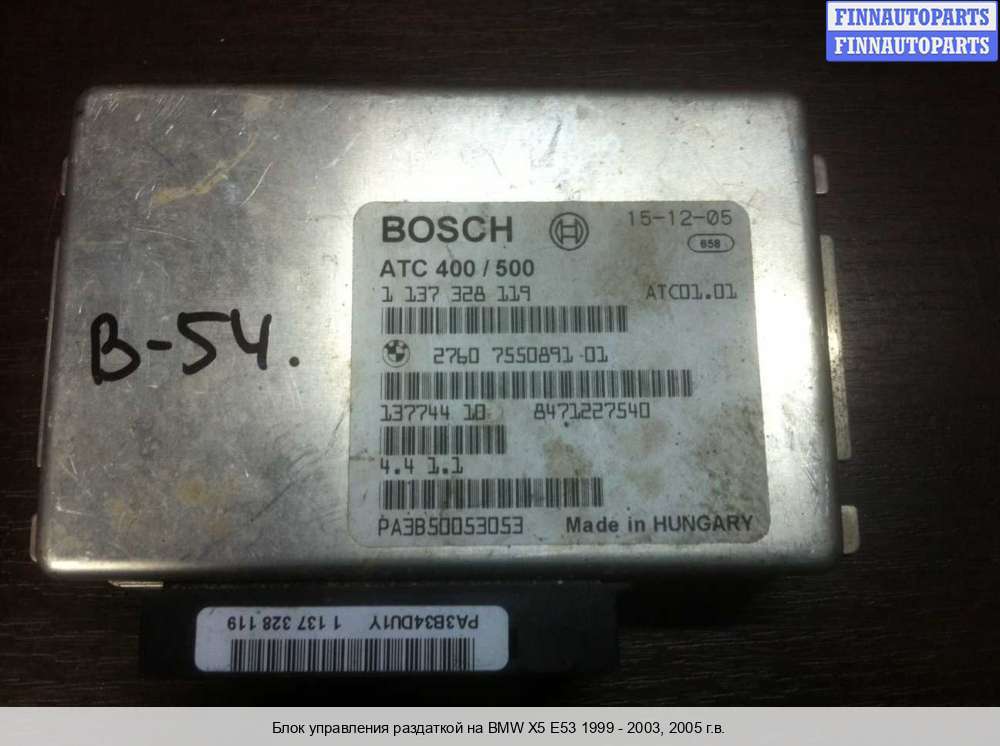 FINNAUTOPARTS
FINNAUTOPARTS
BOSCH
15-12-05
658
ATC 400 / 500
1 137 328 119 ATC01.01
2760 7550891 01
137744 10 8471227540
4.4 1.1
PA3B50053053 Made in HUNGARY
B-54.
PA3B34DU1Y 1 137 328 119
Блок управления раздаткой на BMW X5 E53 1999 - 2003, 2005 г.в.